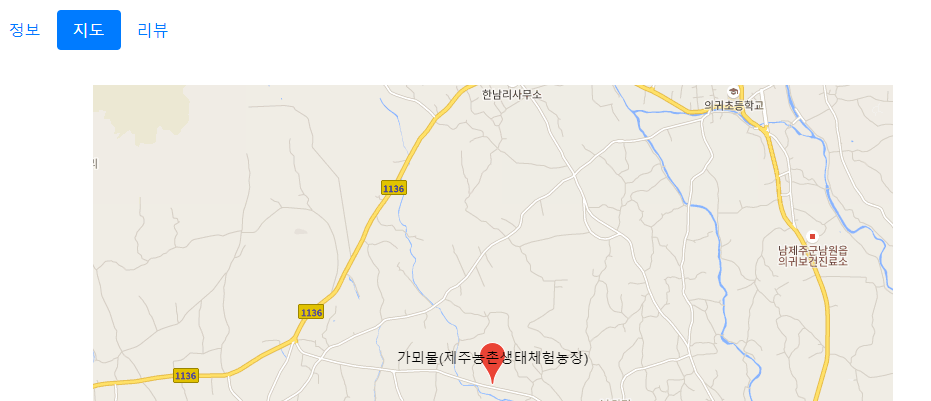 정보
지도
리뷰
한남리사무소
의귀초등학교
리
1136
남제주군남원읍
의귀보건진료소
1136
가뫼물(제주농촌생태체험농장)
1136